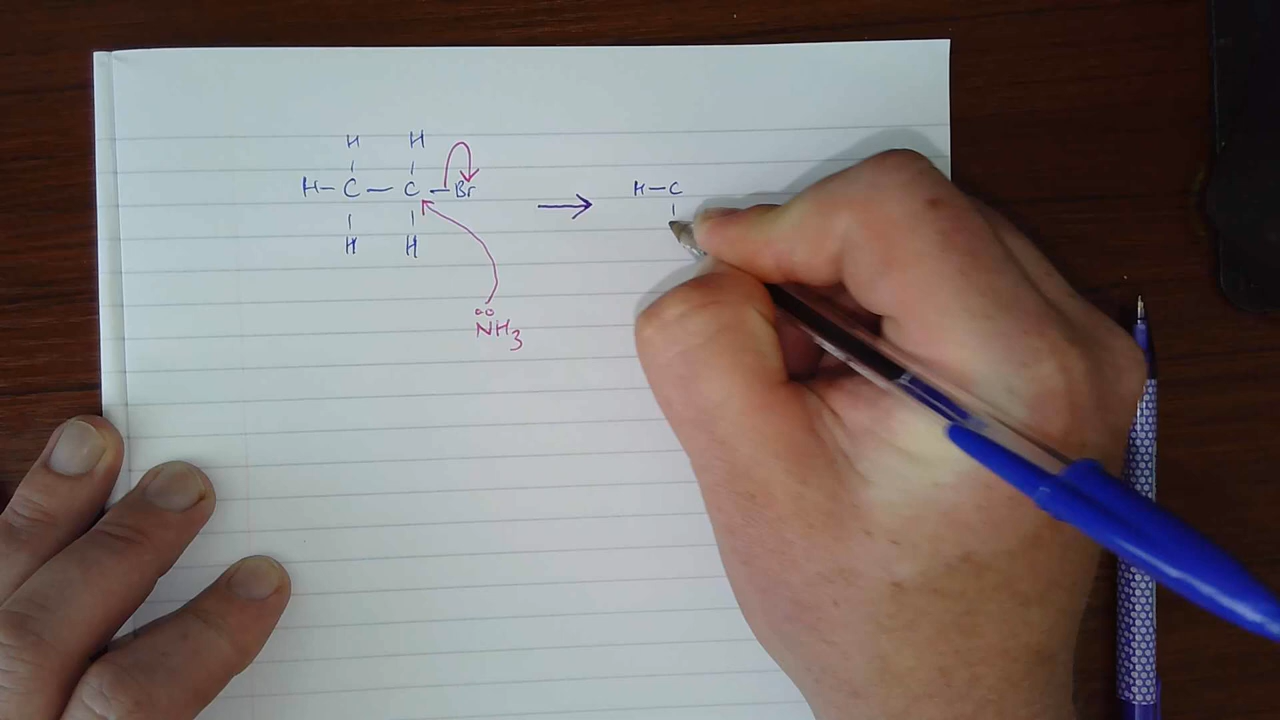 H H
H – C – C – Br → H – C
H H
NH3